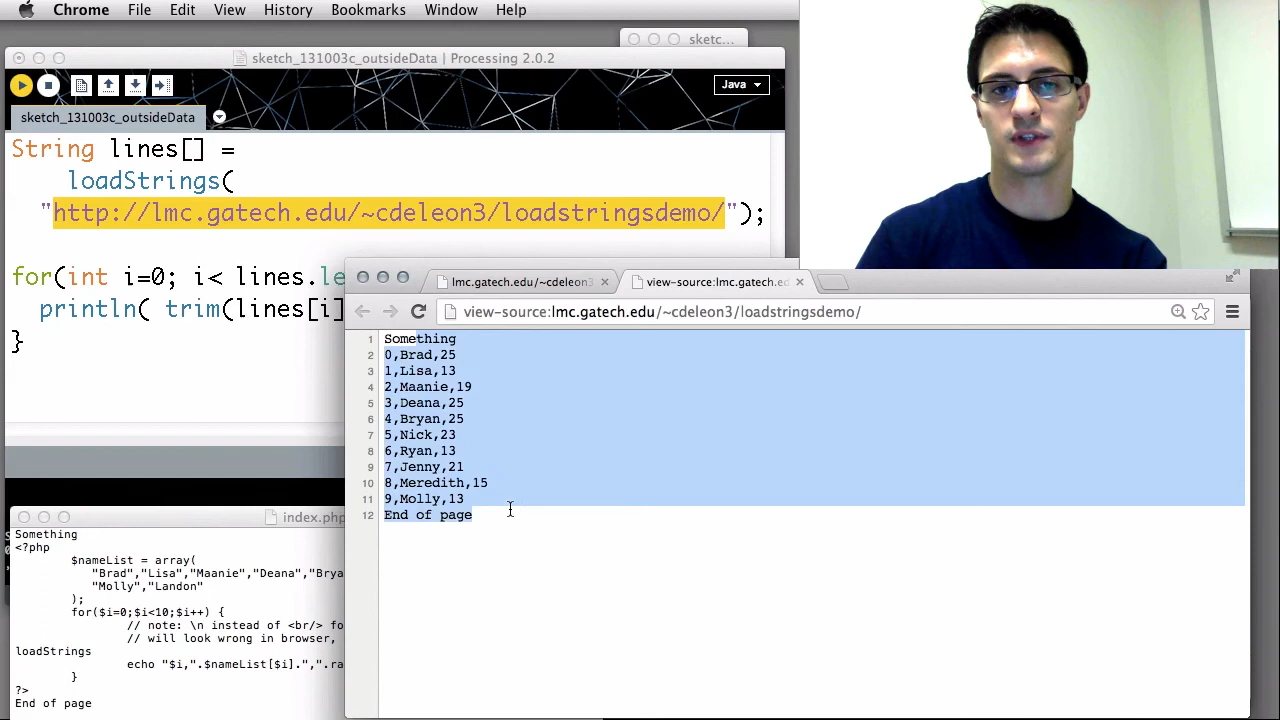 Chrome File Edit View History Bookmarks Window Help
sketc...
sketch_131003c_outsideData | Processing 2.0.2
Java
sketch_131003c_outsideData
String lines[] =
loadStrings(
"http://lmc.gatech.edu/~cdeleon3/loadstringsdemo/");
for(int i=0; i< lines.le
println( trim(lines[i]
}
lmc.gatech.edu/~cdeleon3
view-source:lmc.gatech.ed
view-source:lmc.gatech.edu/~cdeleon3/loadstringsdemo/
1 Something
2 0,Brad,25
3 1,Lisa,13
4 2,Maanie,19
5 3,Deana,25
6 4,Bryan,25
7 5,Nick,23
8 6,Ryan,13
9 7,Jenny,21
10 8,Meredith,15
11 9,Molly,13
12 End of page
index.php
Something
<?php
$nameList = array(
"Brad","Lisa","Maanie","Deana","Brya
"Molly","Landon"
);
for($i=0;$i<10;$i++) {
// note: \n instead of <br/> fo
// will look wrong in browser,
loadStrings
echo "$i,".$nameList[$i].",".ra
}
?>
End of page